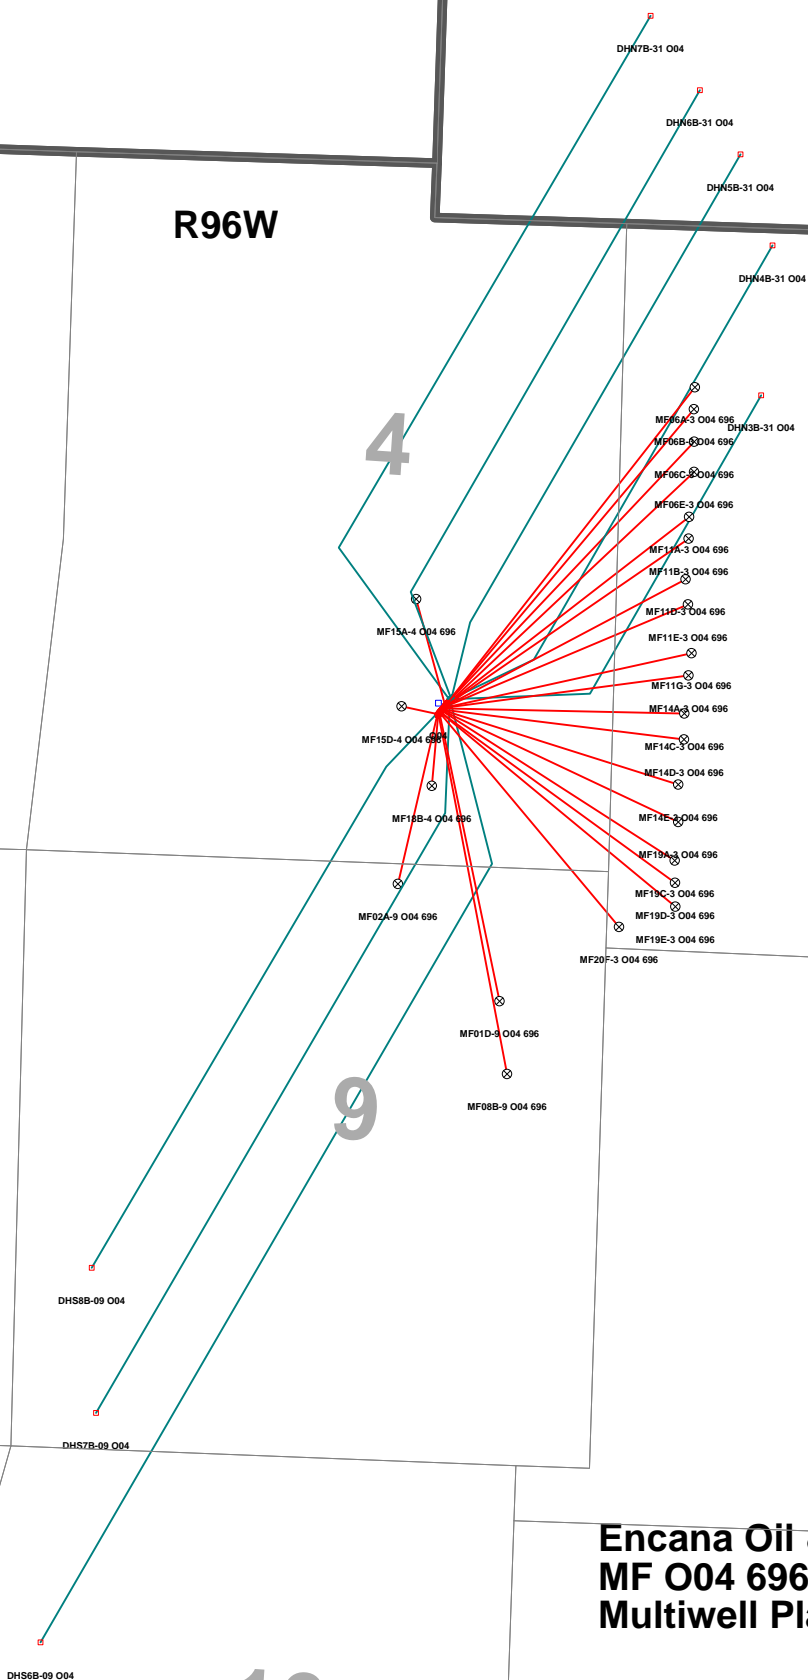 DHN7B-31 O04
DHN6B-31 O04
DHN5B-31 O04
R96W
DHN4B-31 O04
MF06A-3 O04 696
DHN3B-31 O04
4
MF06B-3 O04 696
MF06C-3 O04 696
MF06E-3 O04 696
MF11A-3 O04 696
MF11B-3 O04 696
MF11D-3 O04 696
MF15A-4 O04 696
MF11E-3 O04 696
MF11G-3 O04 696
MF14A-3 O04 696
O04
MF15D-4 O04 696
MF14C-3 O04 696
MF14D-3 O04 696
MF18B-4 O04 696
MF14E-3 O04 696
MF19A-3 O04 696
MF19C-3 O04 696
MF02A-9 O04 696
MF19D-3 O04 696
MF19E-3 O04 696
MF20F-3 O04 696
MF01D-9 O04 696
9
MF08B-9 O04 696
DHS8B-09 O04
DHS7B-09 O04
Encana Oil
MF O04 696
Multiwell
DHS6B-09 O04